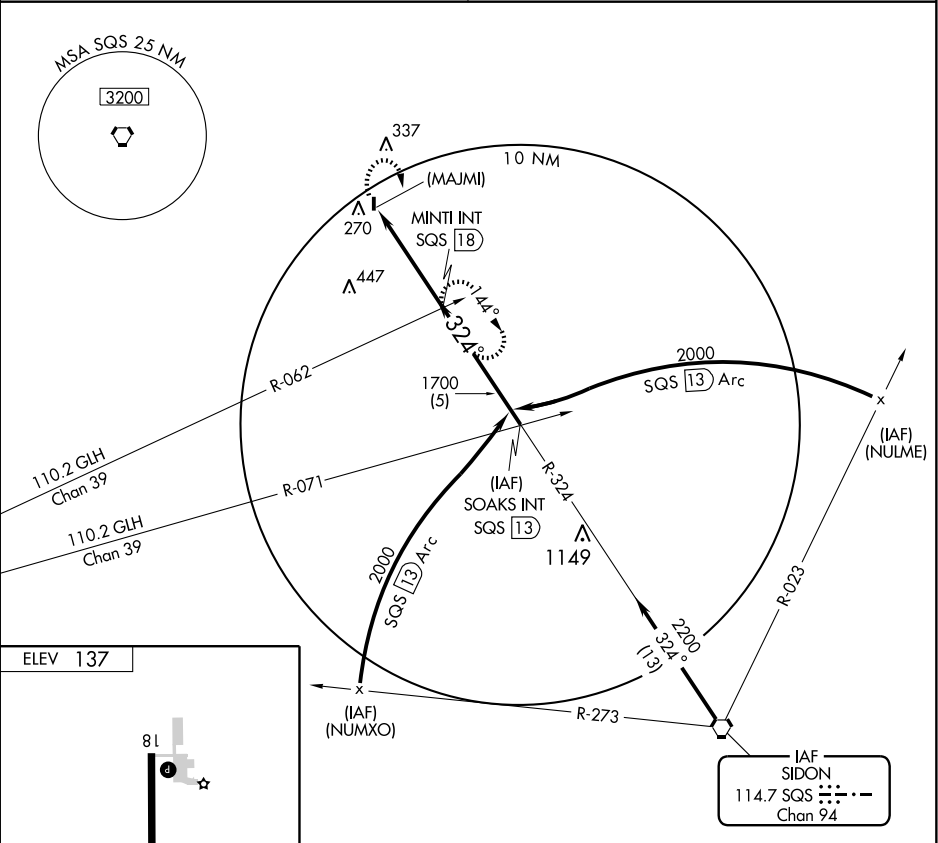 MSA SQS 25 NM
3200
337
10 NM
(MAJMI)
270
MINTI INT
SQS 18
447
144°
324°
2000
SQS 13 Arc
R-062
1700
(5)
(IAF)
(NULME)
110.2 GLH
Chan 39
R-071
R-324
(IAF)
SOAKS INT
SQS 13
110.2 GLH
Chan 39
1149
2000
SQS 13 Arc
R-023
2200
324°
(13)
ELEV 137
(IAF)
(NUMXO)
R-273
18
P
IAF
SIDON
114.7 SQS
Chan 94